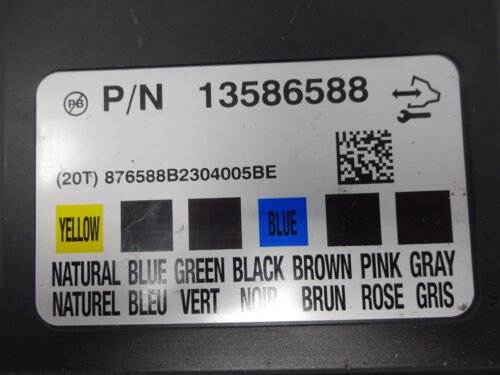 PB P/N 13586588
(20T) 876588B2304005BE
YELLOW BLUE
NATURAL BLUE GREEN BLACK BROWN PINK GRAY
NATUREL BLEU VERT NOIR BRUN ROSE GRIS